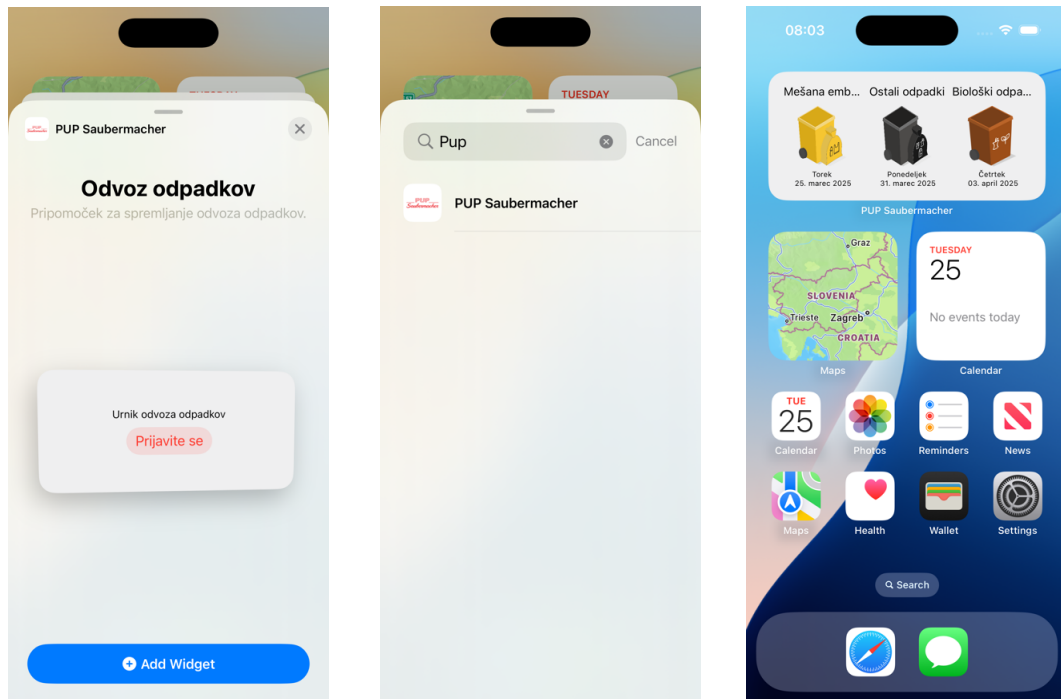 PUP Saubermacher
Odvoz odpadkov
Pripomoček za spremljanje odvoza odpadkov.
Urnik odvoza odpadkov
Prijavite se
Add Widget
TUESDAY
Pup
Cancel
PUP Saubermacher
08:03
Mešana emb... Ostali odpadki Biološki odpa...
Torek Ponedeljek Četrtek
25. marec 2025 31. marec 2025 03. april 2025
PUP Saubermacher
Graz
SLOVENIA
Trieste Zagreb
CROATIA
TUESDAY
25
No events today
Maps Calendar
TUE
25
Calendar Photos Reminders News
Maps Health Wallet Settings
Search